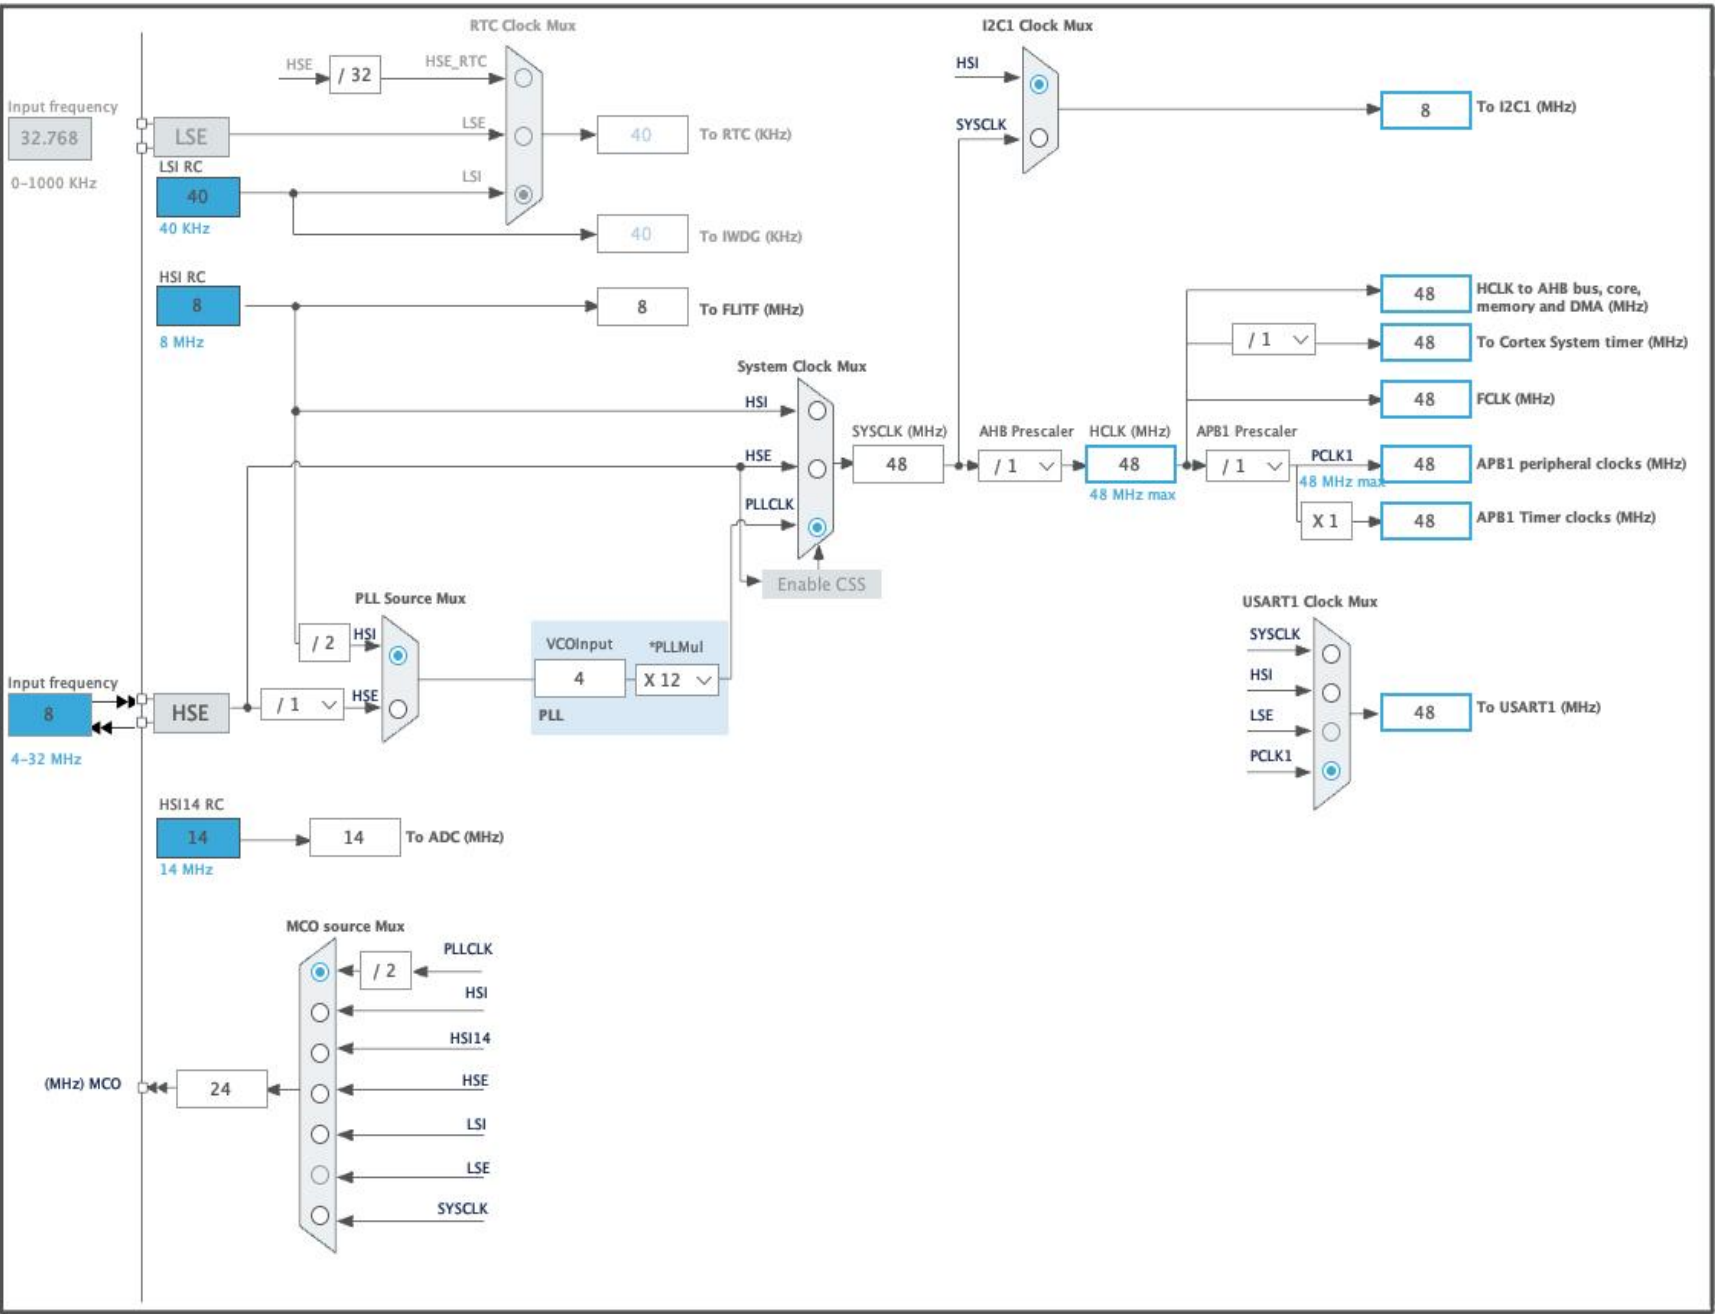 RTC Clock Mux
HSE
/ 32
HSE_RTC
Input frequency
32.768
0-1000 KHz
LSE
LSE
To RTC (KHz)
40
LSI RC
40
40 KHz
LSI
40
To IWDG (KHz)
HSI RC
8
8 MHz
8
To FLITF (MHz)
I2C1 Clock Mux
HSI
SYSCLK
8
To I2C1 (MHz)
System Clock Mux
HSI
HSE
PLLCLK
Enable CSS
SYSCLK (MHz)
48
AHB Prescaler
/ 1
HCLK (MHz)
48
48 MHz max
APB1 Prescaler
/ 1
PCLK1
48 MHz max
X 1
48
HCLK to AHB bus, core,
memory and DMA (MHz)
/ 1
48
To Cortex System timer (MHz)
48
FCLK (MHz)
48
APB1 peripheral clocks (MHz)
48
APB1 Timer clocks (MHz)
PLL Source Mux
/ 2
HSI
Input frequency
8
4-32 MHz
HSE
/ 1
HSE
VCOInput
4
*PLLMul
X 12
PLL
USART1 Clock Mux
SYSCLK
HSI
LSE
PCLK1
48
To USART1 (MHz)
HSI14 RC
14
14 MHz
14
To ADC (MHz)
MCO source Mux
PLLCLK
/ 2
HSI
HSI14
HSE
LSI
LSE
SYSCLK
(MHz) MCO
24